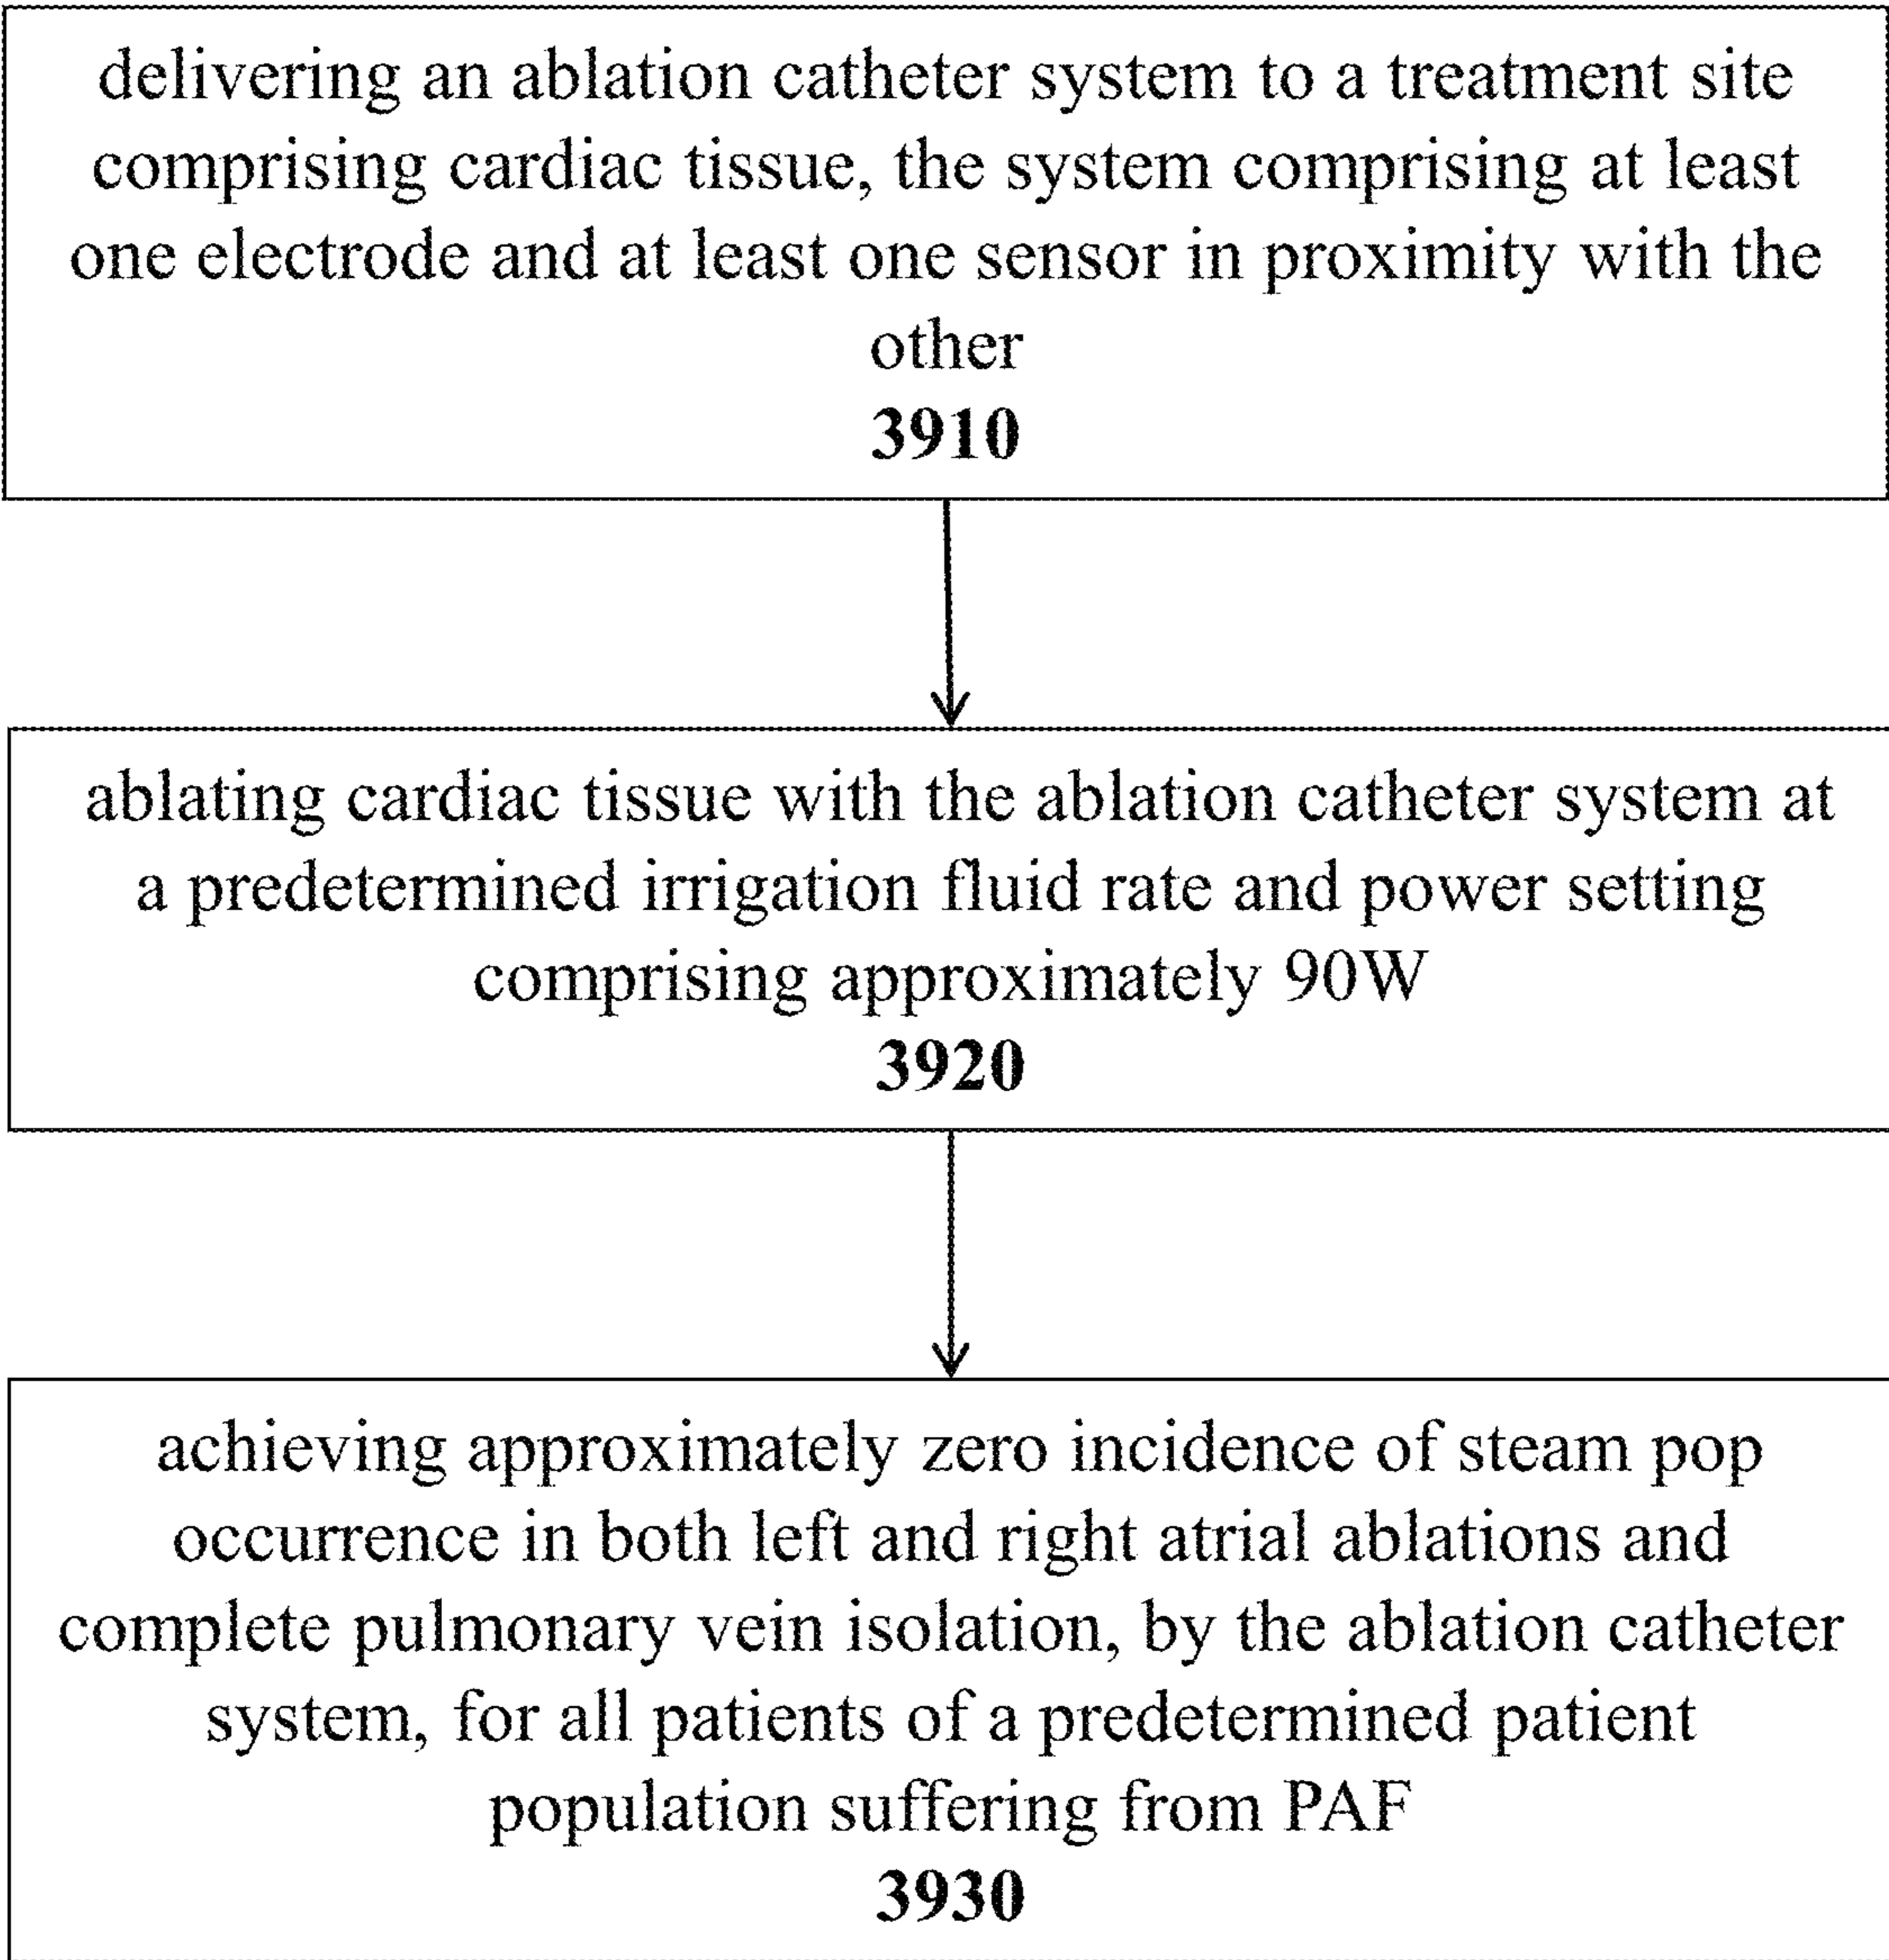 delivering an ablation catheter system to a treatment site
comprising cardiac tissue, the system comprising at least
one electrode and at least one sensor in proximity with the
other
3910
ablating cardiac tissue with the ablation catheter system at
a predetermined irrigation fluid rate and power setting
comprising approximately 90W
3920
achieving approximately zero incidence of steam pop
occurrence in both left and right atrial ablations and
complete pulmonary vein isolation, by the ablation catheter
system, for all patients of a predetermined patient
population suffering from PAF
3930